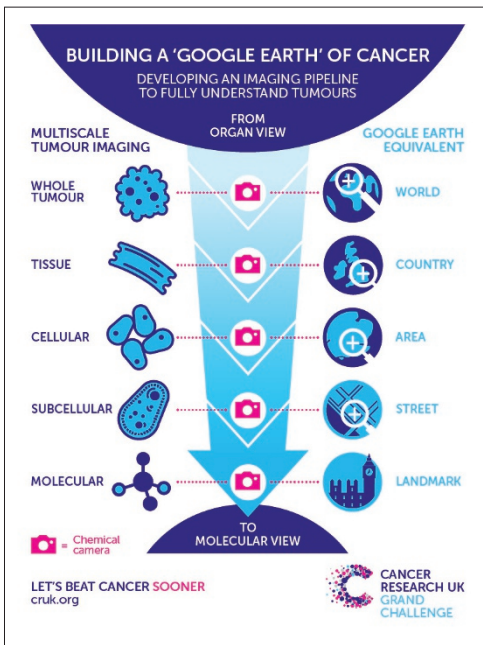 BUILDING A ‘GOOGLE EARTH’ OF CANCER
DEVELOPING AN IMAGING PIPELINE
TO FULLY UNDERSTAND TUMOURS
FROM
ORGAN VIEW
MULTISCALE
TUMOUR IMAGING
GOOGLE EARTH
EQUIVALENT
WHOLE
TUMOUR
WORLD
TISSUE
COUNTRY
CELLULAR
AREA
SUBCELLULAR
STREET
MOLECULAR
LANDMARK
TO
MOLECULAR VIEW
= Chemical
camera
LET'S BEAT CANCER SOONER
cruk.org
CANCER
RESEARCH UK
GRAND
CHALLENGE